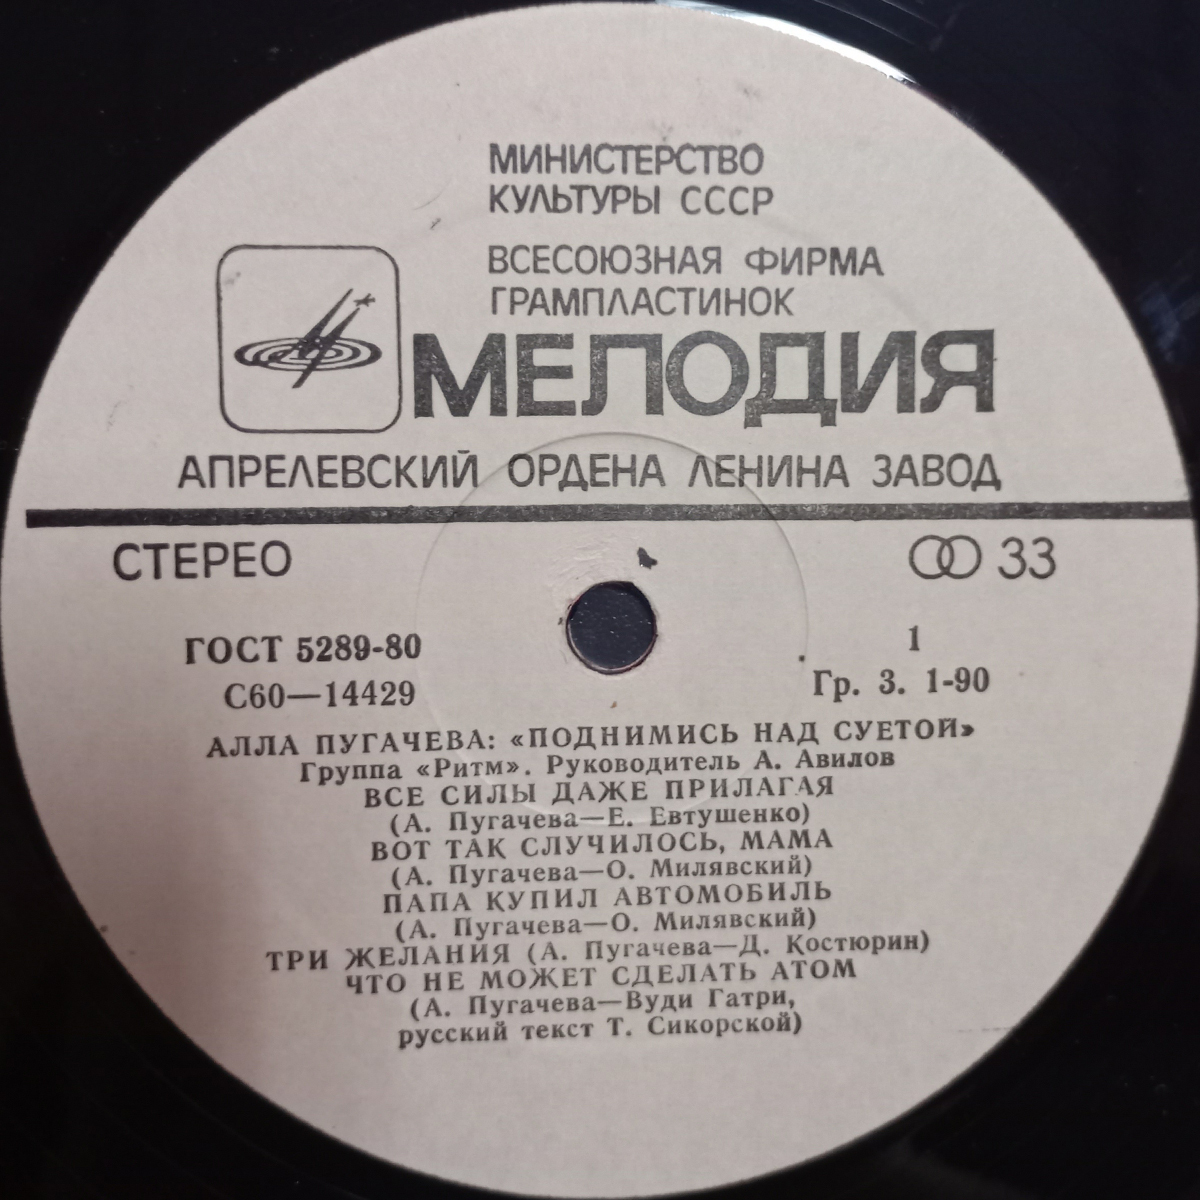 МИНИСТЕРСТВО
КУЛЬТУРЫ СССР
ВСЕСОЮЗНАЯ ФИРМА
ГРАМПЛАСТИНОК
МЕЛОДИЯ
АПРЕЛЕВСКИЙ ОРДЕНА ЛЕНИНА ЗАВОД
СТЕРЕО
33
ГОСТ 5289-80
1
С60—14429
Гр. 3. 1-90
АЛЛА ПУГАЧЕВА: «ПОДНИМИСЬ НАД СУЕТОЙ»
Группа «Ритм». Руководитель А. Авилов
ВСЕ СИЛЫ ДАЖЕ ПРИЛАГАЯ
(А. Пугачева—Е. Евтушенко)
ВОТ ТАК СЛУЧИЛОСЬ, МАМА
(А. Пугачева—О. Милявский)
ПАПА КУПИЛ АВТОМОБИЛЬ
(А. Пугачева—О. Милявский)
ТРИ ЖЕЛАНИЯ (А. Пугачева—Д. Костюрин)
ЧТО НЕ МОЖЕТ СДЕЛАТЬ АТОМ
(А. Пугачева—Вуди Гатри,
русский текст Т. Сикорской)